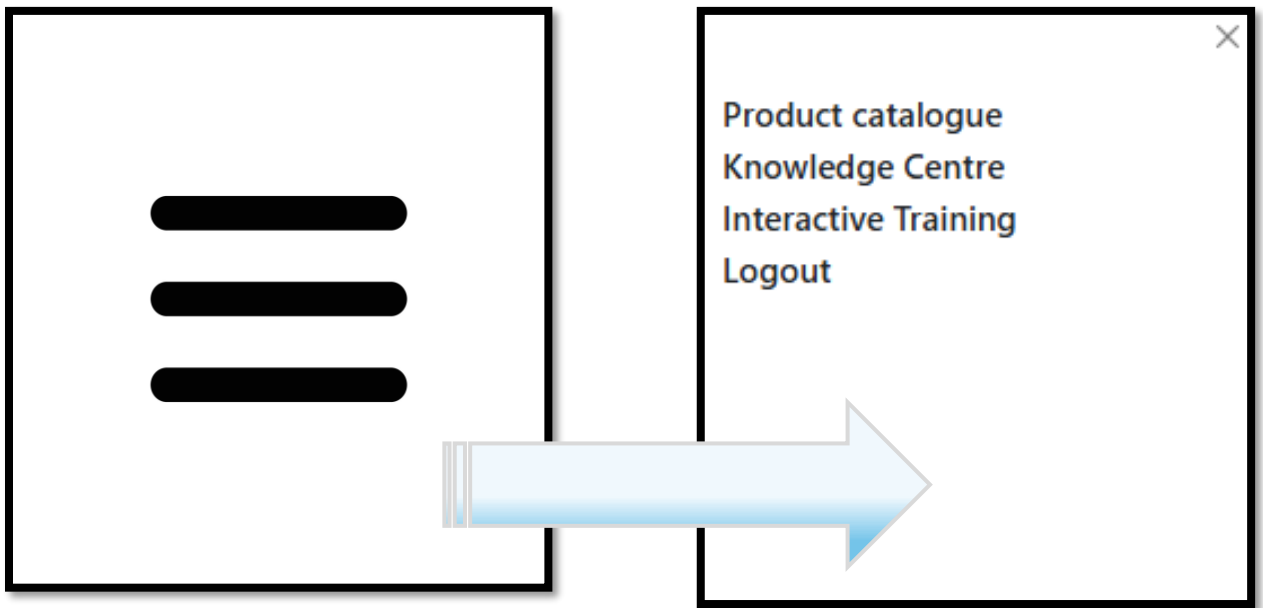 Product catalogue
Knowledge Centre
Interactive Training
Logout